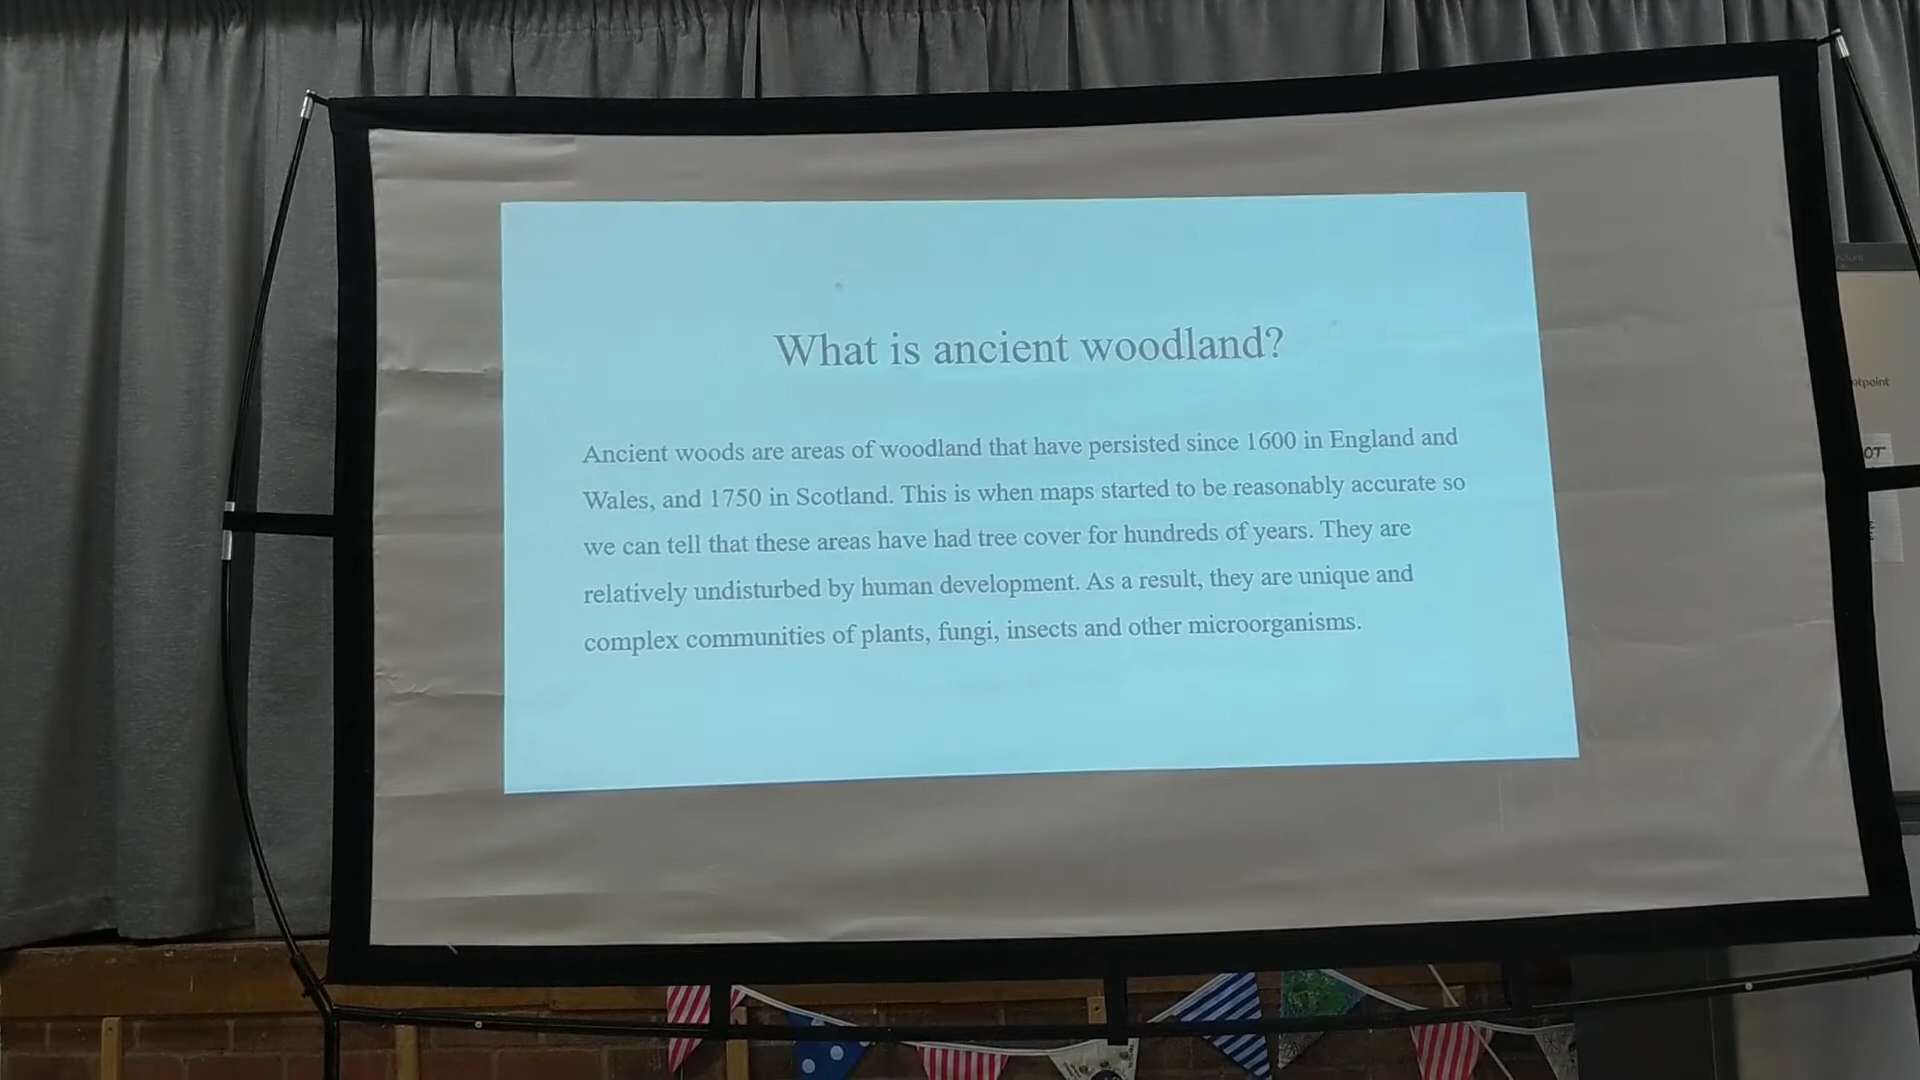 What is ancient woodland?
Ancient woods are areas of woodland that have persisted since 1600 in England and
Wales, and 1750 in Scotland. This is when maps started to be reasonably accurate so
we can tell that these areas have had tree cover for hundreds of years. They are
relatively undisturbed by human development. As a result, they are unique and
complex communities of plants, fungi, insects and other microorganisms.